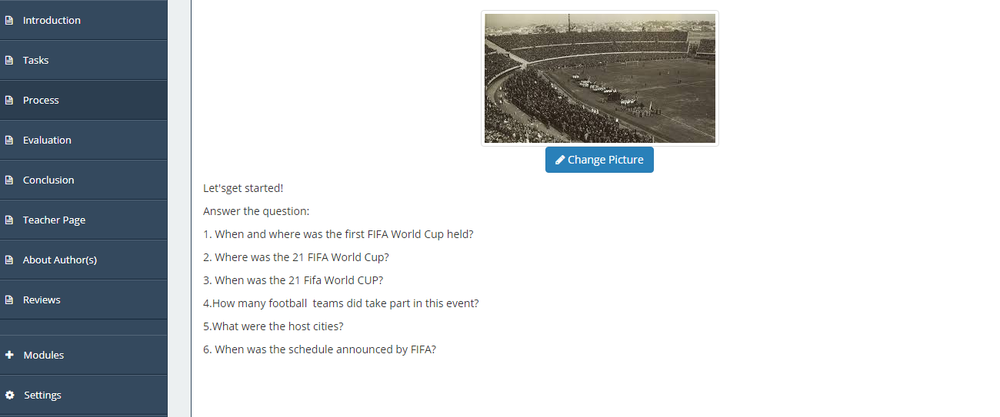 Introduction
Tasks
Process
Evaluation
Conclusion
Teacher Page
About Author(s)
Reviews
Modules
Settings
Change Picture
Let'sget started!
Answer the question:
1. When and where was the first FIFA World Cup held?
2. Where was the 21 FIFA World Cup?
3. When was the 21 Fifa World CUP?
4.How many football  teams did take part in this event?
5.What were the host cities?
6. When was the schedule announced by FIFA?